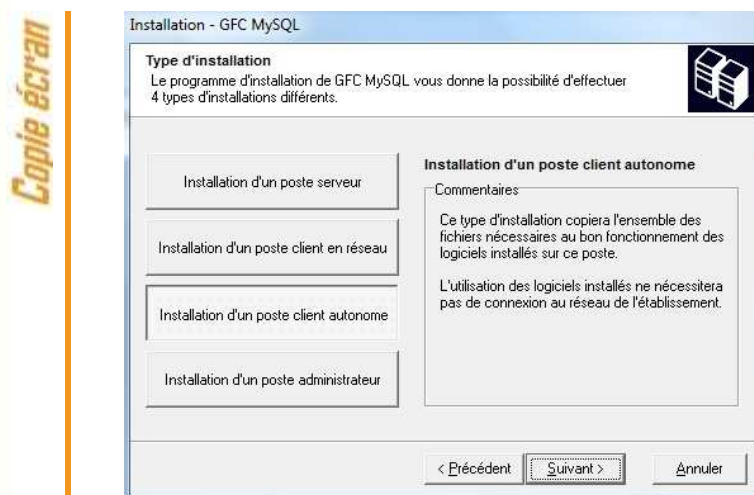 Copie écran
Installation - GFC MySQL
Type d'installation
Le programme d'installation de GFC MySQL vous donne la possibilité d'effectuer
4 types d'installations différents.
Installation d'un poste serveur
Installation d'un poste client en réseau
Installation d'un poste client autonome
Installation d'un poste administrateur
Installation d'un poste client autonome
Commentaires
Ce type d'installation copiera l'ensemble des
fichiers nécessaires au bon fonctionnement des
logiciels installés sur ce poste.
L'utilisation des logiciels installés ne nécessitera
pas de connexion au réseau de l'établissement.
< Précédent
Suivant >
Annuler